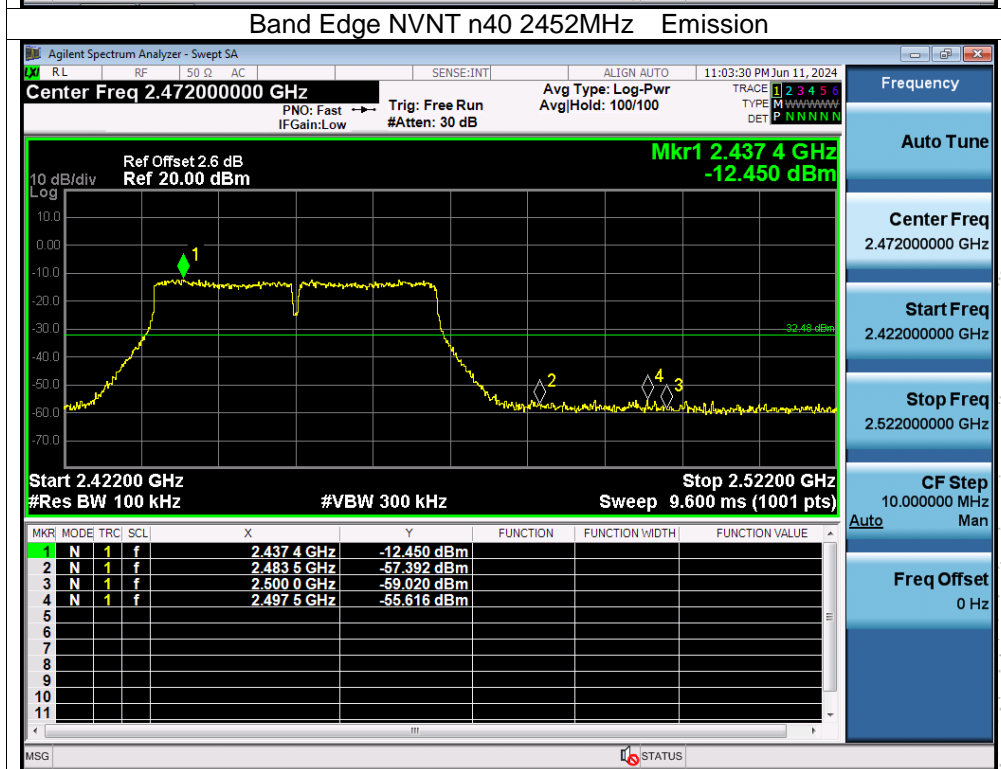 Band Edge NVNT n40 2452MHz Emission
Agilent Spectrum Analyzer - Swept SA
LXI RL RF 50 Ω AC SENSE:INT ALIGN AUTO 11:03:30 PM Jun 11, 2024
Center Freq 2.472000000 GHz Avg Type: Log-Pwr TRACE 1 2 3 4 5 6
PNO: Fast Trig: Free Run Avg|Hold: 100/100 TYPE M WWWWW
IFGain:Low #Atten: 30 dB DET P N N N N N
Ref Offset 2.6 dB Mkr1 2.437 4 GHz
10 dB/div Ref 20.00 dBm -12.450 dBm
Log
10.0
0.00
1
-10.0
-20.0
-30.0
32.48 dBm
-40.0
-50.0
2 4 3
-60.0
-70.0
Start 2.42200 GHz Stop 2.52200 GHz
#Res BW 100 kHz #VBW 300 kHz Sweep 9.600 ms (1001 pts)
MKR MODE TRC SCL X Y FUNCTION FUNCTION WIDTH FUNCTION VALUE
1 N 1 f 2.437 4 GHz -12.450 dBm
2 N 1 f 2.483 5 GHz -57.392 dBm
3 N 1 f 2.500 0 GHz -59.020 dBm
4 N 1 f 2.497 5 GHz -55.616 dBm
5
6
7
8
9
10
11
MSG STATUS
Frequency
Auto Tune
Center Freq
2.472000000 GHz
Start Freq
2.422000000 GHz
Stop Freq
2.522000000 GHz
CF Step
10.000000 MHz
Auto Man
Freq Offset
0 Hz